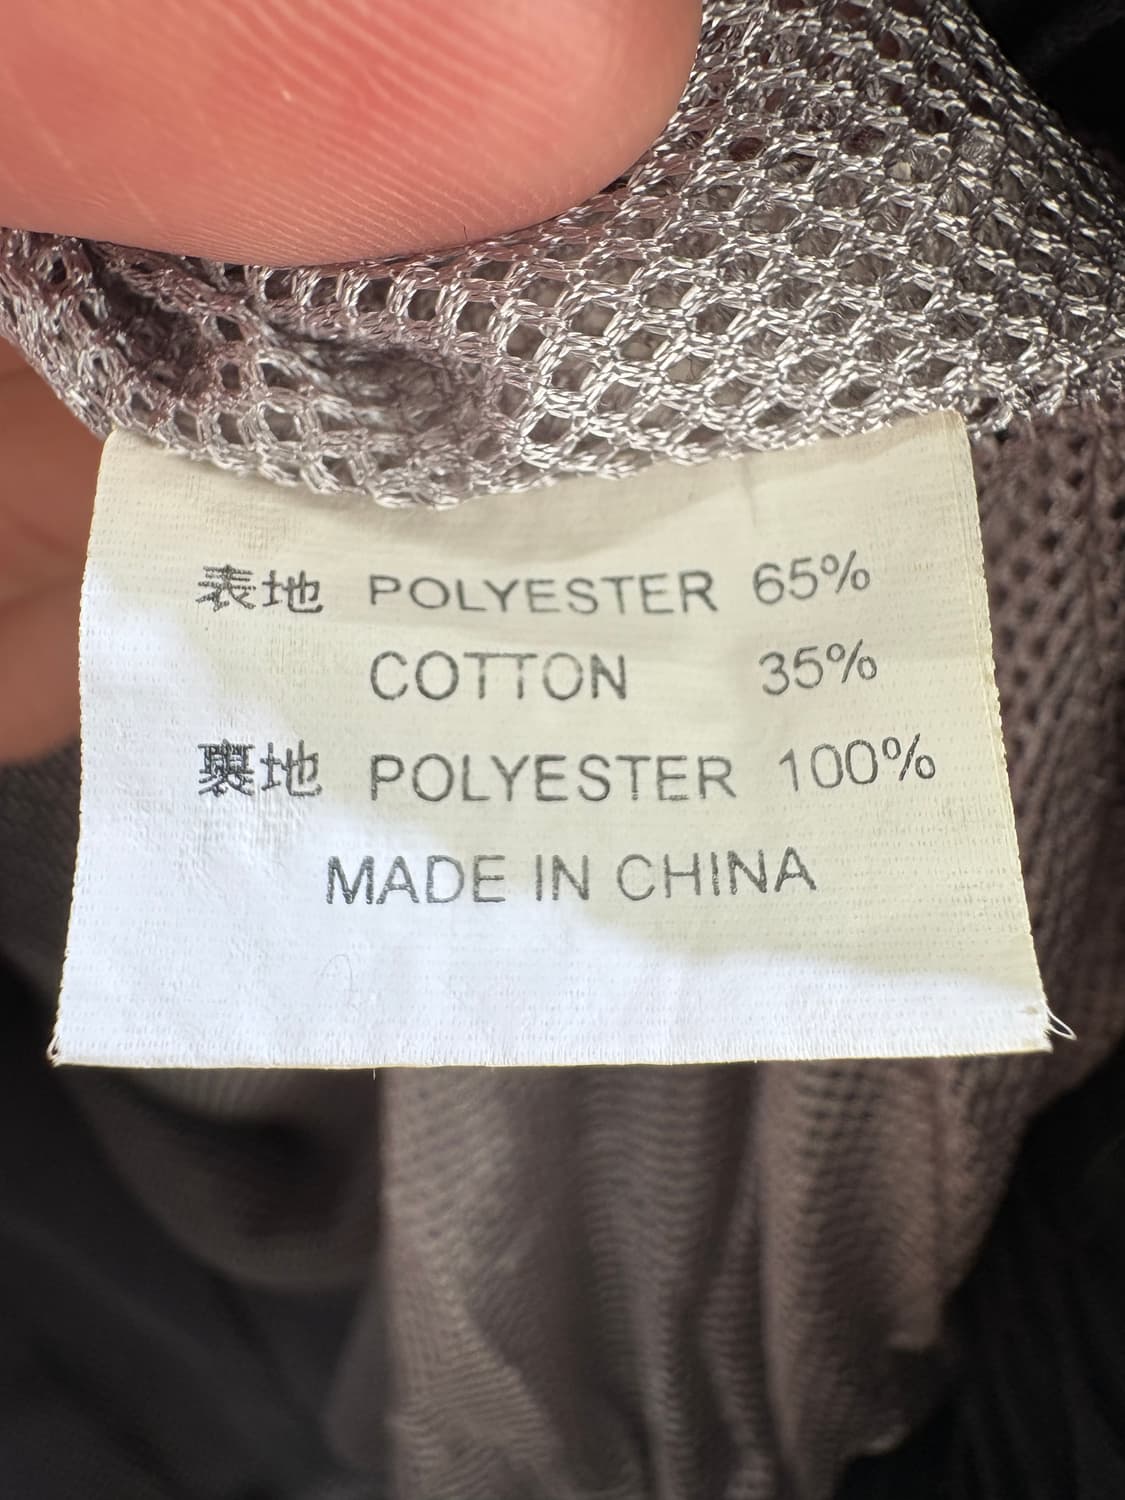 表地 POLYESTER 65%
COTTON 35%
裏地 POLYESTER 100%
MADE IN CHINA